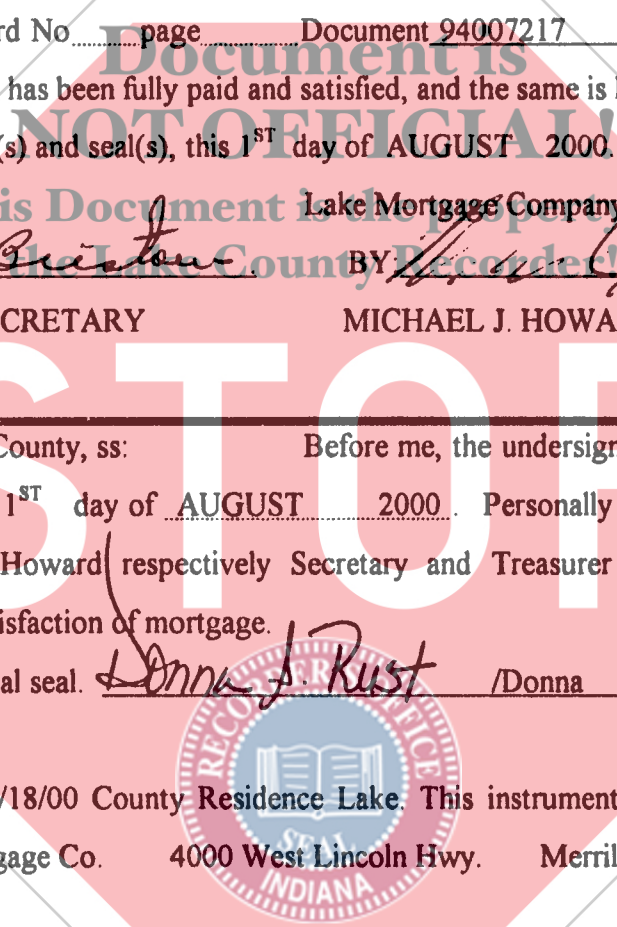 rd No page Document 94007217
Document is
has been fully paid and satisfied, and the same is
NOT OFFICIAL!
(s) and seal(s), this 1ST day of AUGUST 2000.
is Document is the property
Lake Mortgage Company
the Lake County Recorder!
Bristow BY
CRETARY MICHAEL J. HOWA
STOP
County, ss: Before me, the undersign
1ST day of AUGUST 2000. Personally
Howard respectively Secretary and Treasurer
isfaction of mortgage.
al seal. Donna S. Rust /Donna
RECORDER'S OFFICE
/18/00 County Residence Lake. This instrument
gage Co. 4000 West Lincoln Hwy. Merril
SEAL
INDIANA